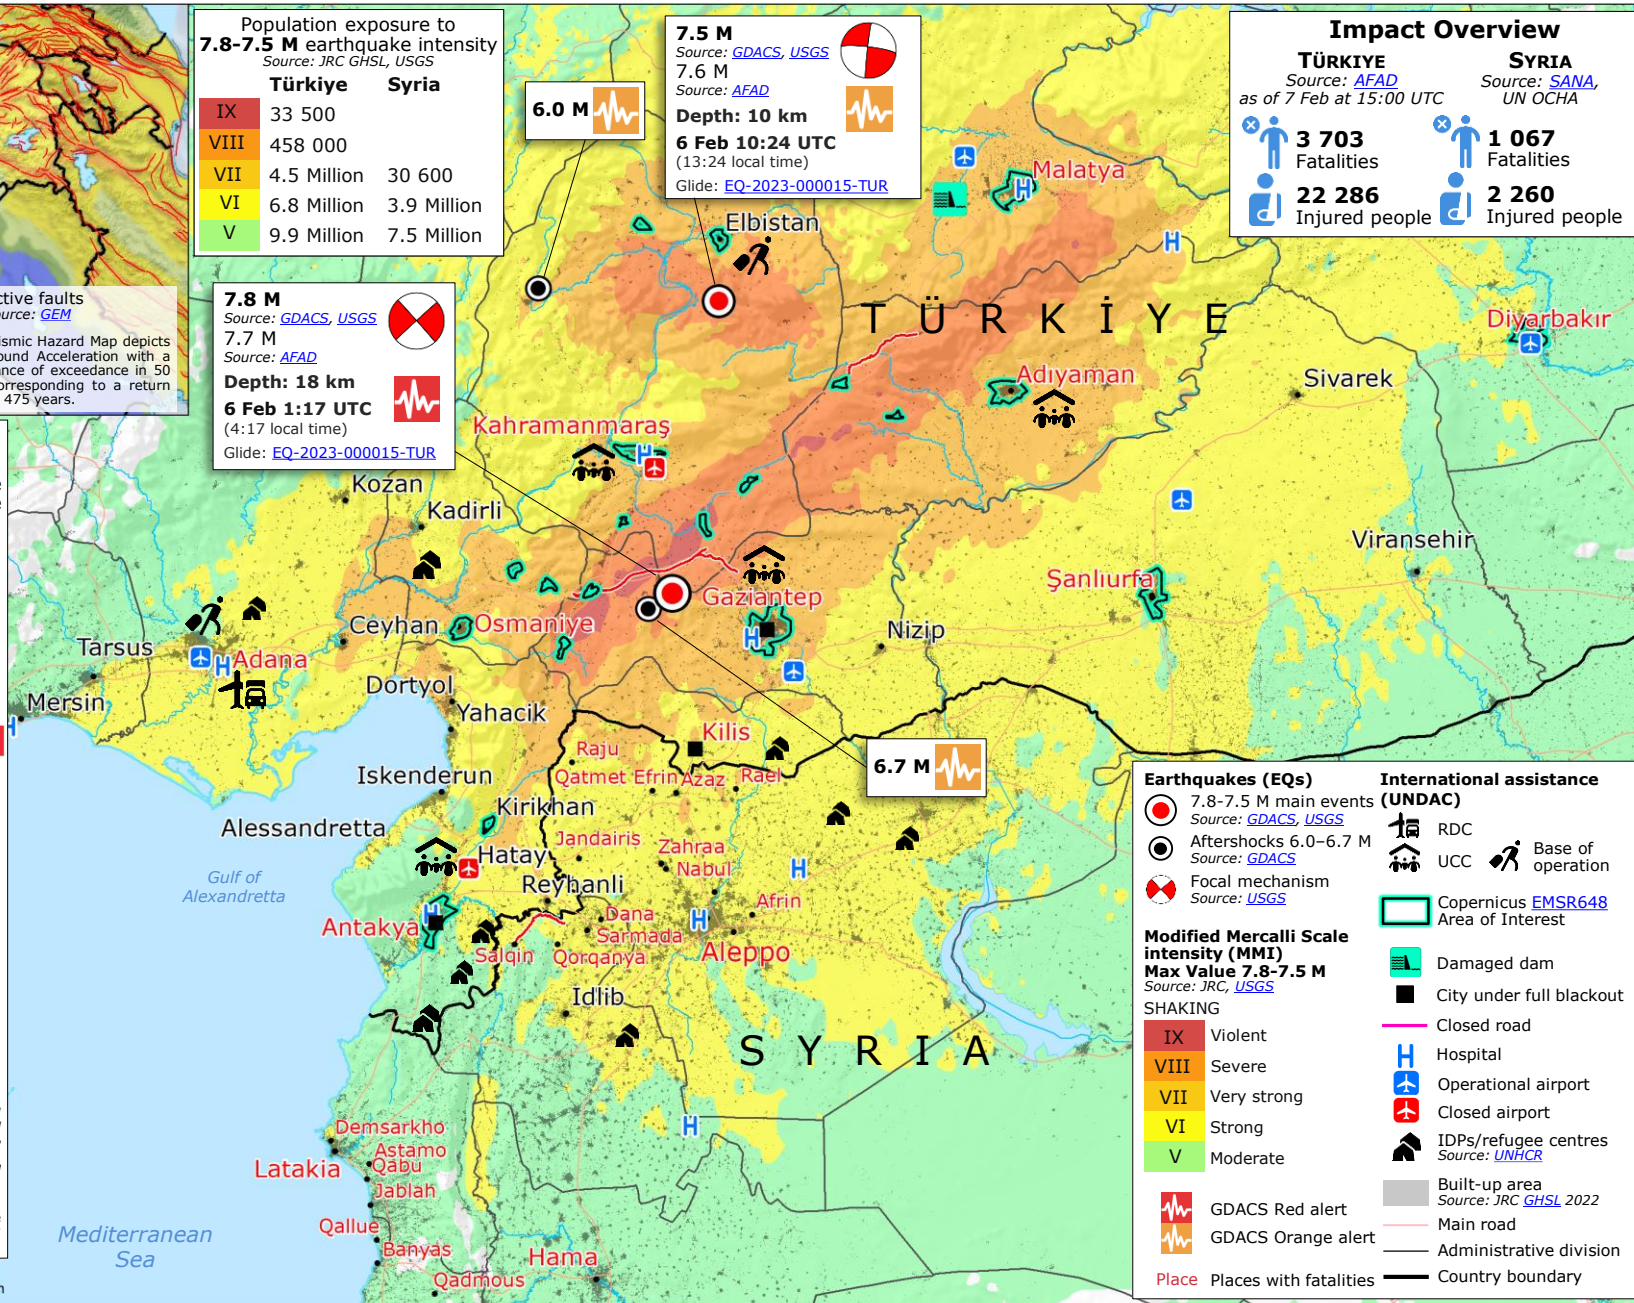 Population exposure to
7.8-7.5 M earthquake intensity
Source: JRC GHSL, USGS
Türkiye Syria
IX 33 500
VIII 458 000
VII 4.5 Million 30 600
VI 6.8 Million 3.9 Million
V 9.9 Million 7.5 Million
6.0 M
7.5 M
Source: GDACS, USGS
7.6 M
Source: AFAD
Depth: 10 km
6 Feb 10:24 UTC
(13:24 local time)
Glide: EQ-2023-000015-TUR
Impact Overview
TÜRKIYE SYRIA
Source: AFAD Source: SANA,
as of 7 Feb at 15:00 UTC UN OCHA
3 703 1 067
Fatalities Fatalities
22 286 2 260
Injured people Injured people
ctive faults
ource: GEM
ismic Hazard Map depicts
ound Acceleration with a
nce of exceedance in 50
orresponding to a return
475 years.
7.8 M
Source: GDACS, USGS
7.7 M
Source: AFAD
Depth: 18 km
6 Feb 1:17 UTC
(4:17 local time)
Glide: EQ-2023-000015-TUR
Malatya
Elbistan
TÜRKİYE
Diyarbakır
Adıyaman
Sivarek
Kahramanmaraş
Kozan
Kadirli
Viransehir
Şanlıurfa
Gaziantep
Ceyhan
Osmaniye
Nizip
Tarsus
Adana
Dortyol
Mersin
Yahacik
Kilis
Raju
Qatmet
Efrin
Azaz
Rael
6.7 M
Iskenderun
Kirikhan
Alessandretta
Jandairis
Zahraa
Nabul
Hatay
Gulf of
Alexandretta
Reyhanli
Afrin
Dana
Antakya
Sarmada
Salqin
Qorqanya
Aleppo
Idlib
SYRIA
Demsarkho
Astamo
Latakia
Qabu
Jablah
Qallue
Mediterranean
Sea
Banyas
Hama
Qadmous
Earthquakes (EQs)
7.8-7.5 M main events
Source: GDACS, USGS
Aftershocks 6.0–6.7 M
Source: GDACS
Focal mechanism
Source: USGS
Modified Mercalli Scale
intensity (MMI)
Max Value 7.8-7.5 M
Source: JRC, USGS
SHAKING
IX Violent
VIII Severe
VII Very strong
VI Strong
V Moderate
GDACS Red alert
GDACS Orange alert
Place Places with fatalities
International assistance
(UNDAC)
RDC
UCC
Base of
operation
Copernicus EMSR648
Area of Interest
Damaged dam
City under full blackout
Closed road
Hospital
Operational airport
Closed airport
IDPs/refugee centres
Source: UNHCR
Built-up area
Source: JRC GHSL 2022
Main road
Administrative division
Country boundary